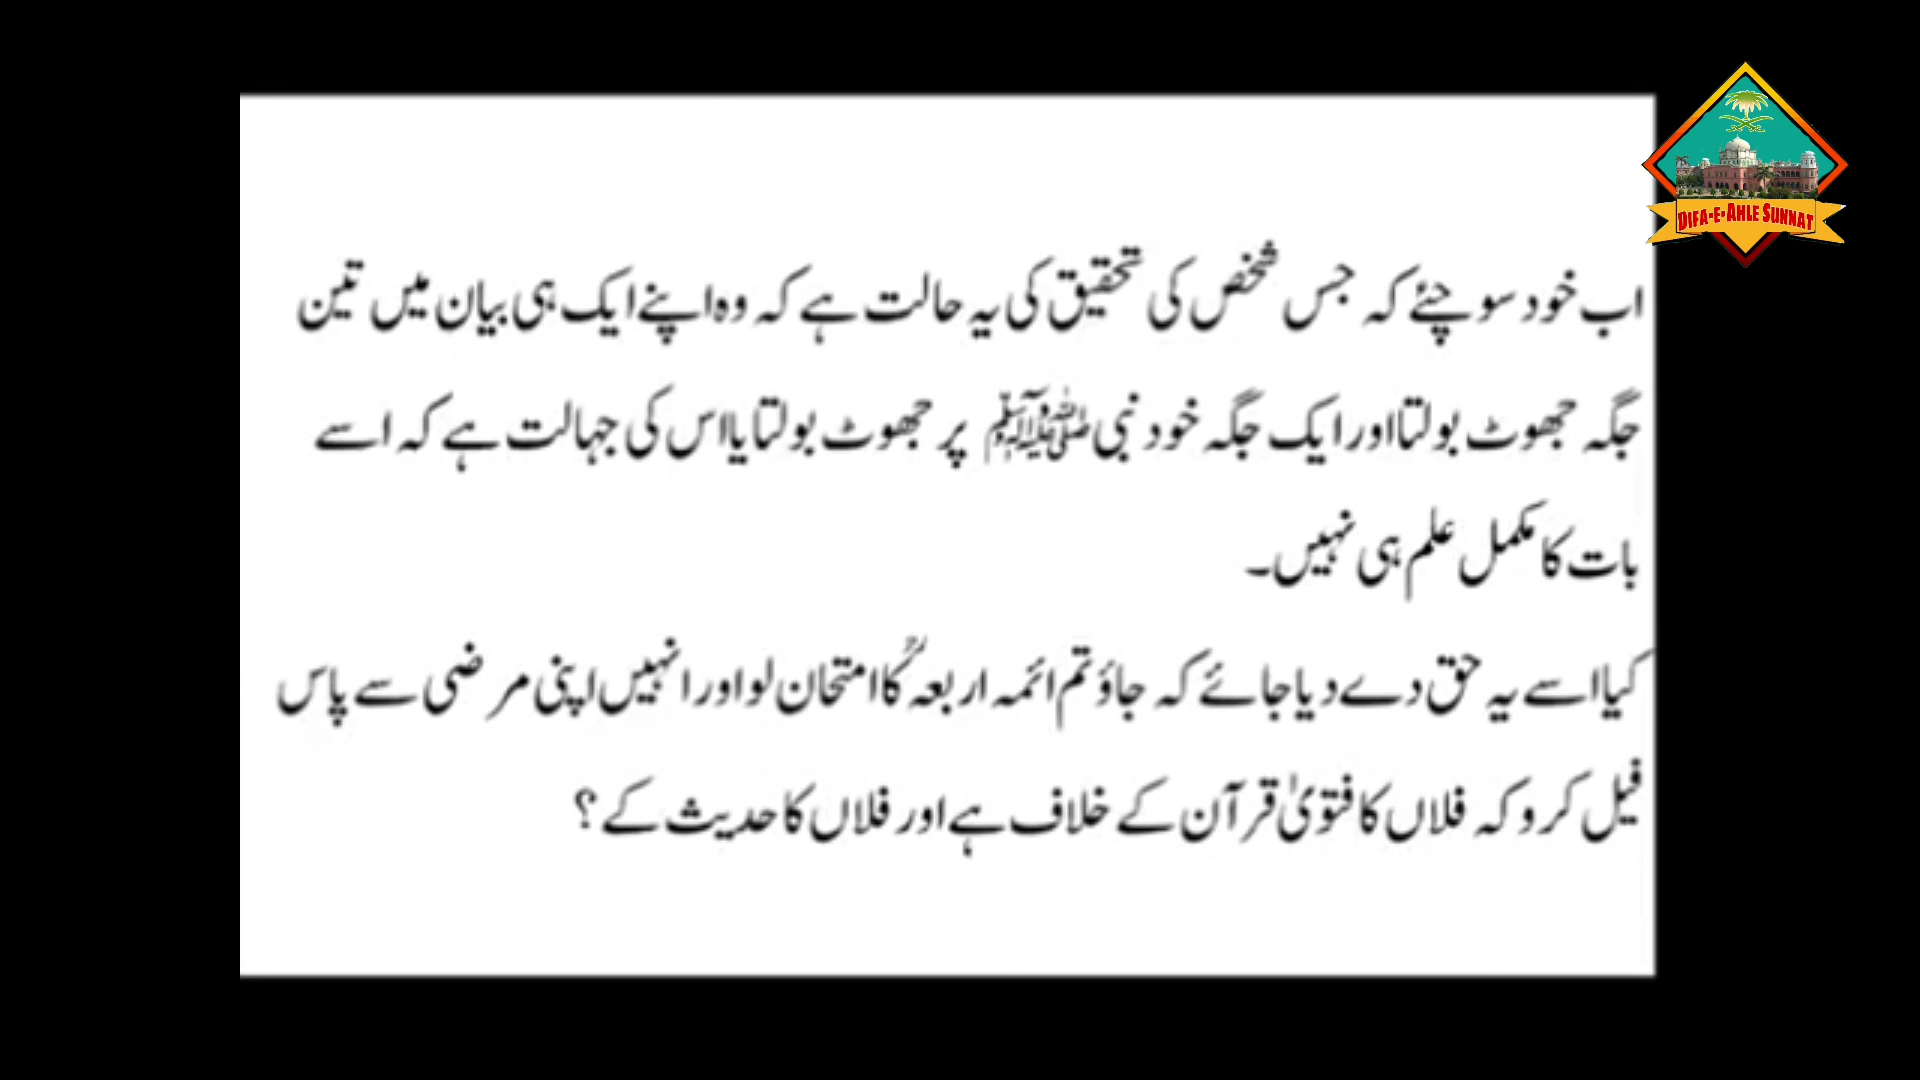 اب خود سوچئے کہ جس شخص کی تحقیق کی یہ حالت ہے کہ وہ اپنے ایک ہی بیان میں تین
جگہ جھوٹ بولتا اور ایک جگہ خود نبی ﷺ پر جھوٹ بولتا یا اس کی جہالت ہے کہ اسے
بات کا مکمل علم ہی نہیں۔
کیا اسے یہ حق دے دیا جائے کہ جاؤ تم ائمہ اربعہؒ کا امتحان لو اور انہیں اپنی مرضی سے پاس
فیل کرو کہ فلاں کا فتویٰ قرآن کے خلاف ہے اور فلاں کا حدیث کے ؟
DIFA-E-AHLE SUNNAT